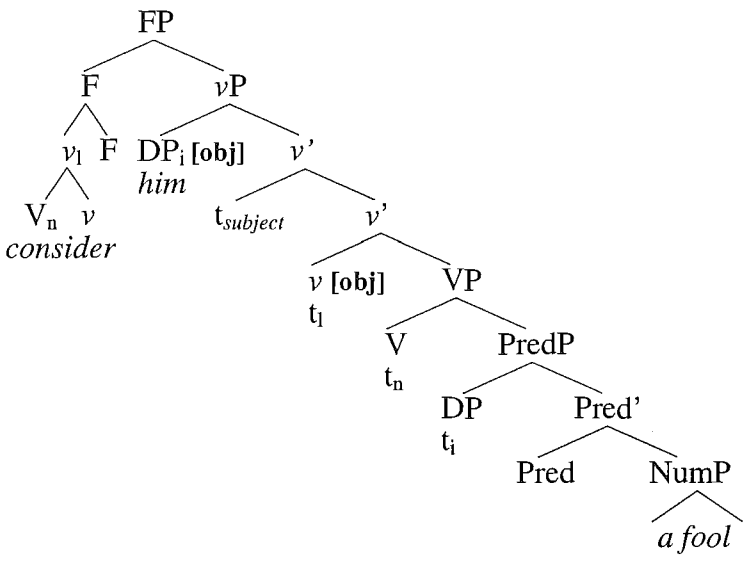 FP
F vP
v₁ F DPᵢ [obj] v’
him
Vₙ v t_subject v’
consider
v [obj] VP
t₁
V PredP
tₙ
DP Pred’
tᵢ
Pred NumP
a fool